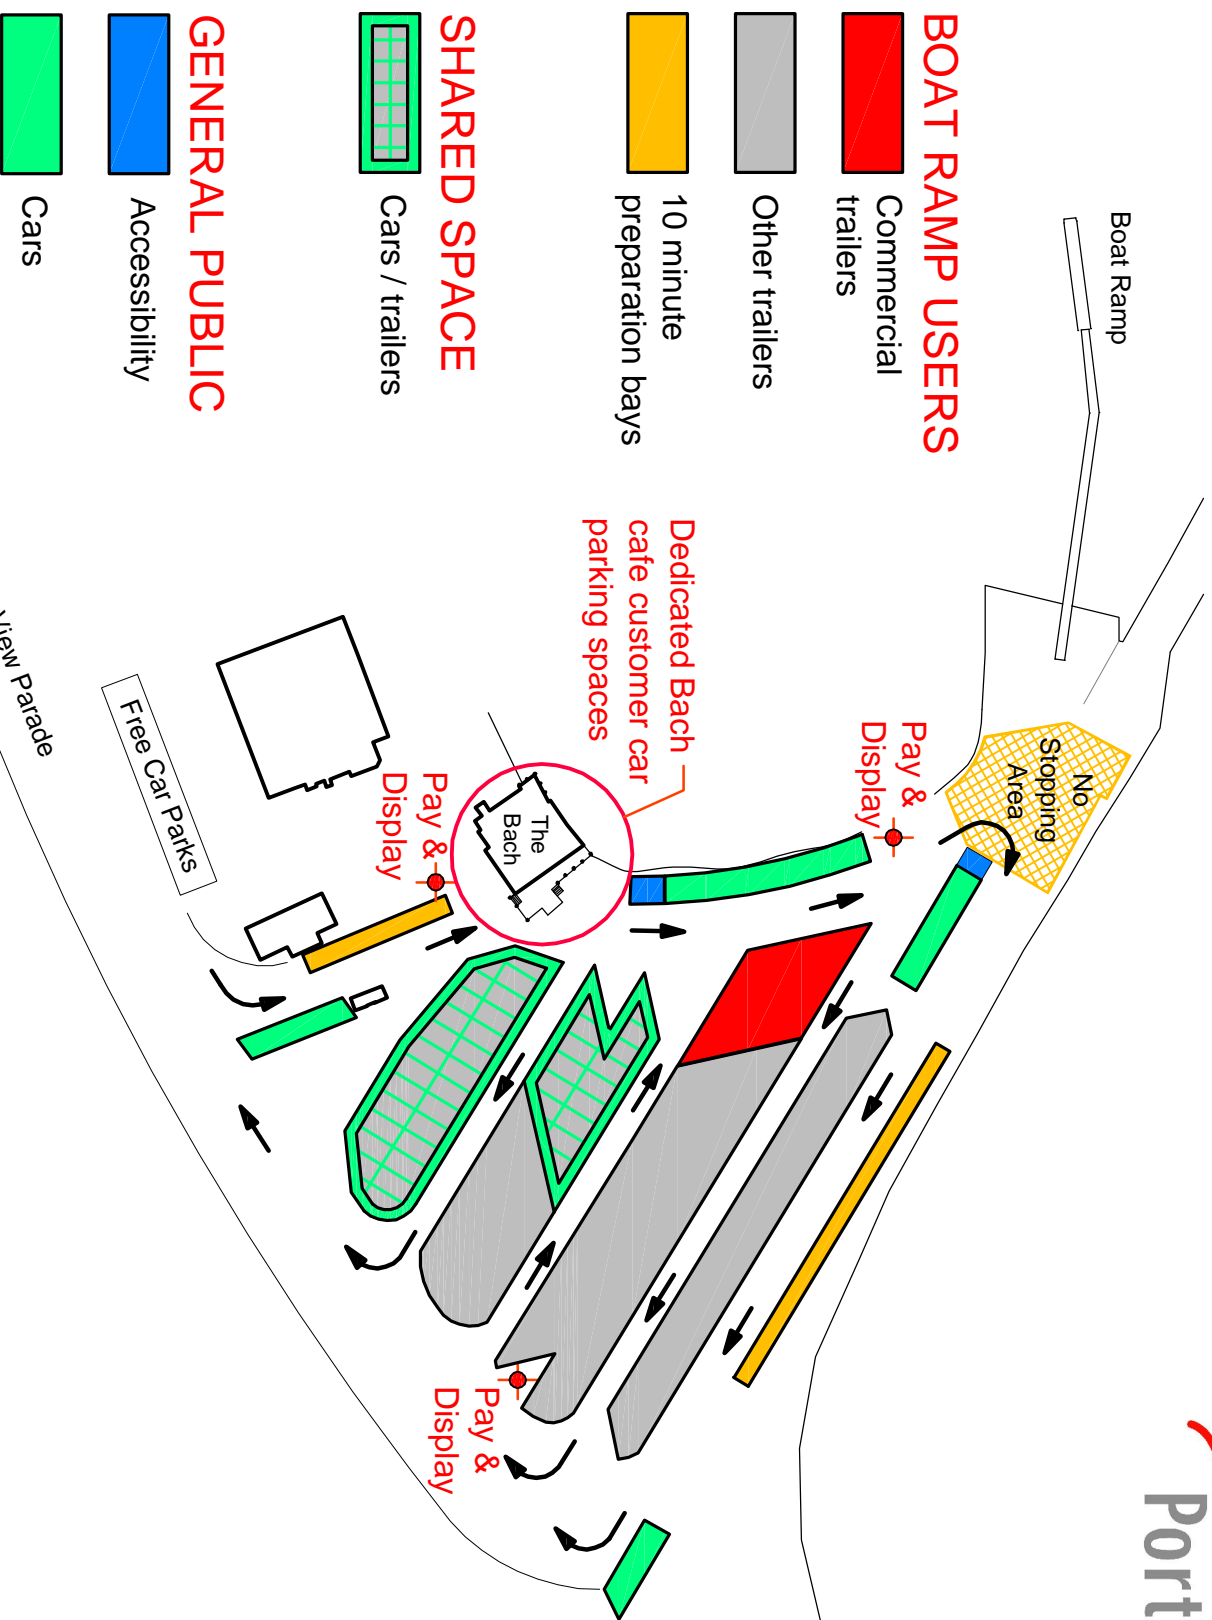 BOAT RAMP USERS
Commercial
trailers
Other trailers
10 minute
preparation bays
SHARED SPACE
Cars / trailers
GENERAL PUBLIC
Accessibility
Cars
Boat Ramp
No
Stopping
Area
Pay &
Display
Dedicated Bach
cafe customer car
parking spaces
The
Bach
Pay &
Display
Free Car Parks
View Parade
Pay &
Display
Port